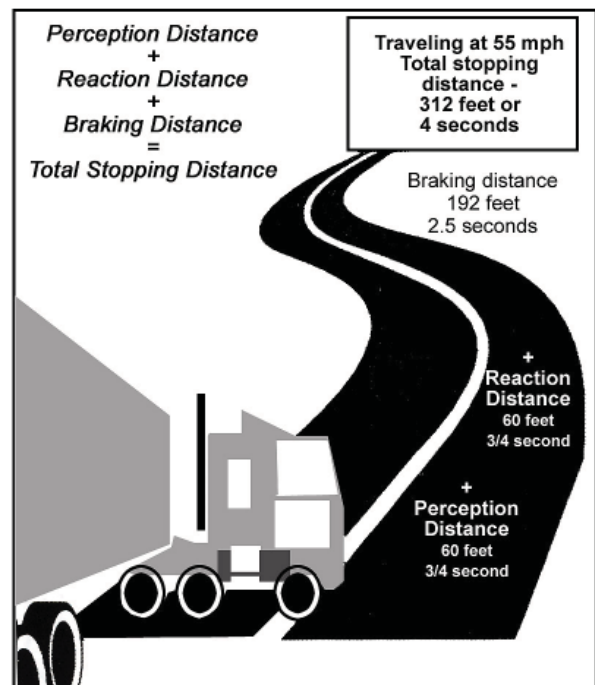 Perception Distance
+
Reaction Distance
+
Braking Distance
=
Total Stopping Distance
Traveling at 55 mph
Total stopping
distance -
312 feet or
4 seconds
Braking distance
192 feet
2.5 seconds
+
Reaction
Distance
60 feet
3/4 second
+
Perception
Distance
60 feet
3/4 second